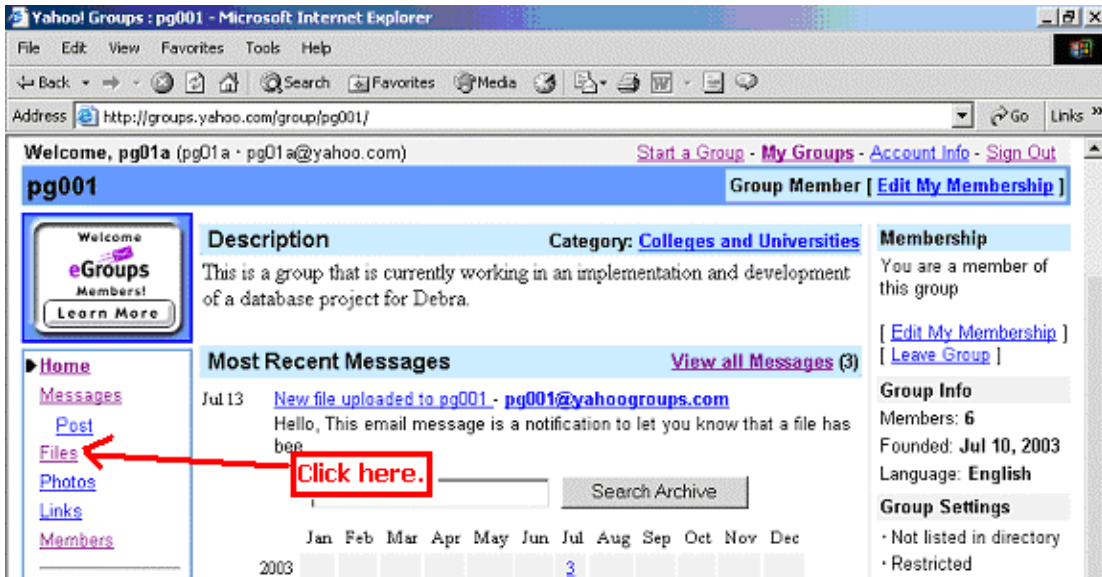 Yahoo! Groups : pg001 - Microsoft Internet Explorer
File Edit View Favorites Tools Help
Back Search Favorites Media
Address http://groups.yahoo.com/group/pg001/ Go Links »
Welcome, pg01a (pg01a · pg01a@yahoo.com) Start a Group - My Groups - Account Info - Sign Out
pg001 Group Member [ Edit My Membership ]
Welcome
eGroups
Members!
Learn More
Home
Messages
Post
Files
Photos
Links
Members
Description Category: Colleges and Universities
This is a group that is currently working in an implementation and development
of a database project for Debra.
Most Recent Messages View all Messages (3)
Jul 13 New file uploaded to pg001 - pg001@yahoogroups.com
Hello, This email message is a notification to let you know that a file has
bee
Click here.
Search Archive
Jan Feb Mar Apr May Jun Jul Aug Sep Oct Nov Dec
2003 3
Membership
You are a member of
this group
[ Edit My Membership ]
[ Leave Group ]
Group Info
Members: 6
Founded: Jul 10, 2003
Language: English
Group Settings
· Not listed in directory
· Restricted